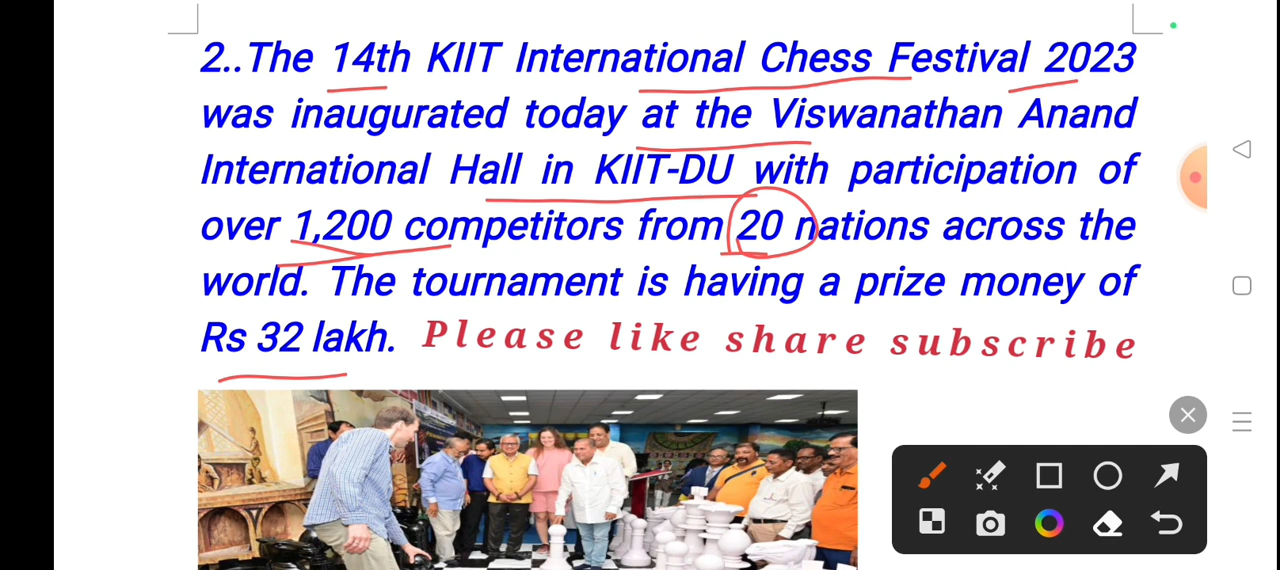 2..The 14th KIIT International Chess Festival 2023
was inaugurated today at the Viswanathan Anand
International Hall in KIIT-DU with participation of
over 1,200 competitors from 20 nations across the
world. The tournament is having a prize money of
Rs 32 lakh. Please like share subscribe